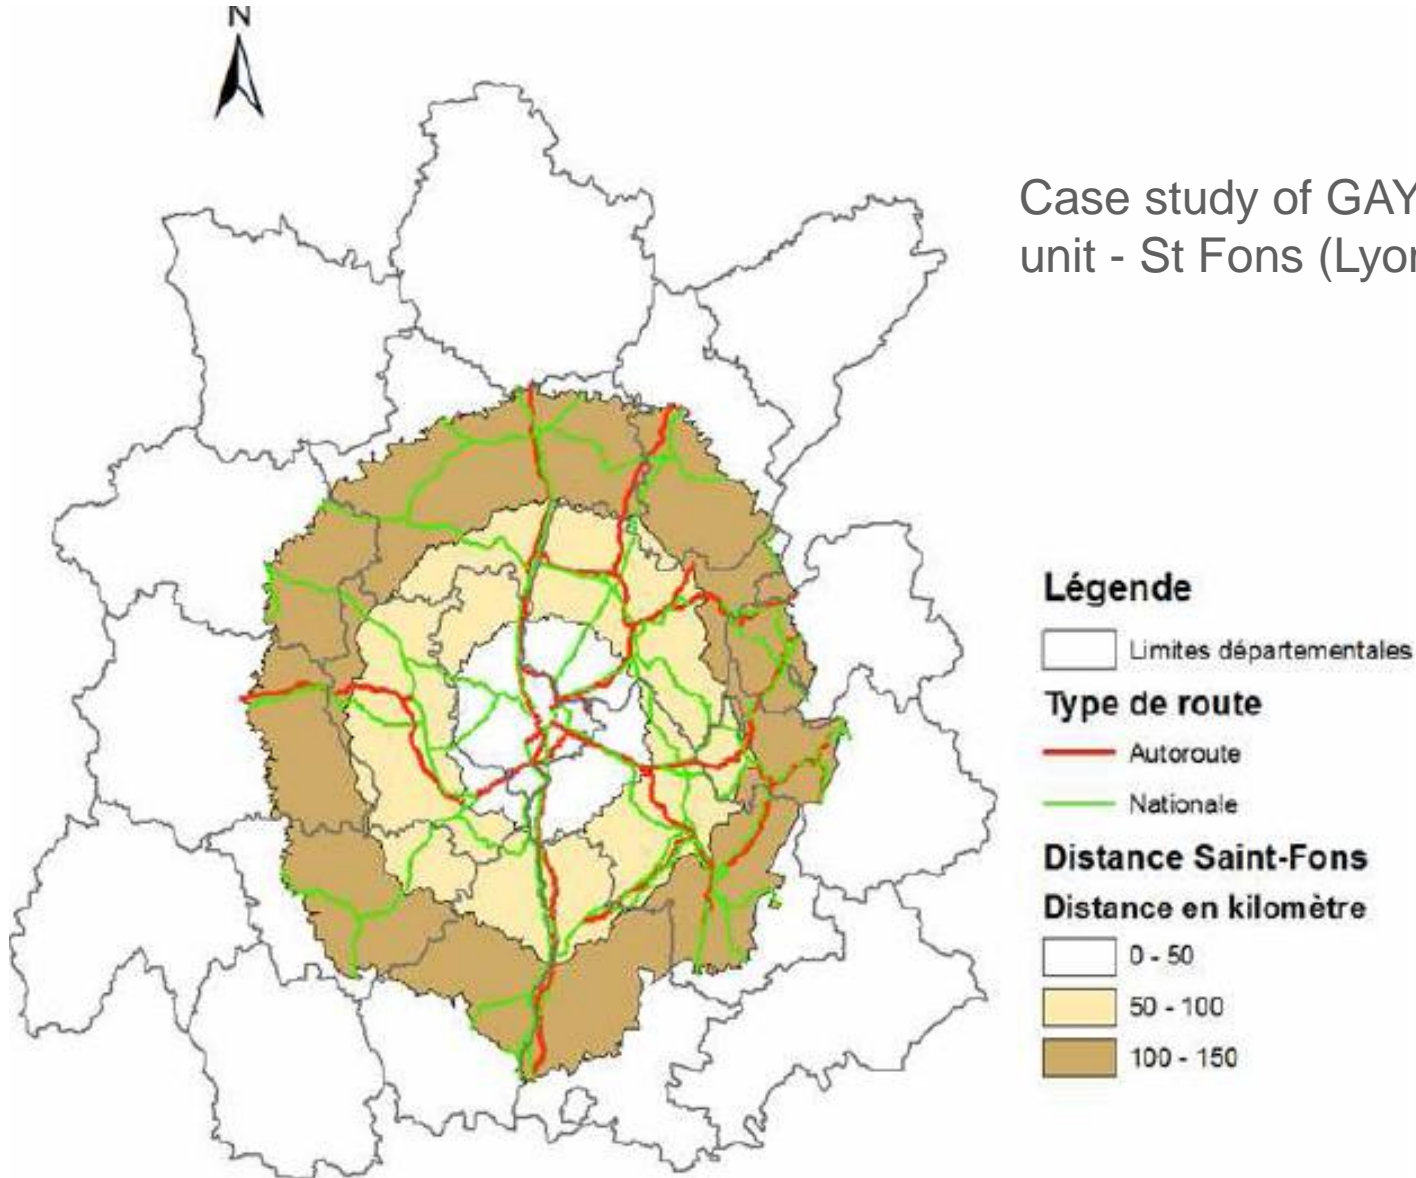 N
Case study of GAY
unit - St Fons (Lyon
Légende
Limites départementales
Type de route
Autoroute
Nationale
Distance Saint-Fons
Distance en kilomètre
0 - 50
50 - 100
100 - 150